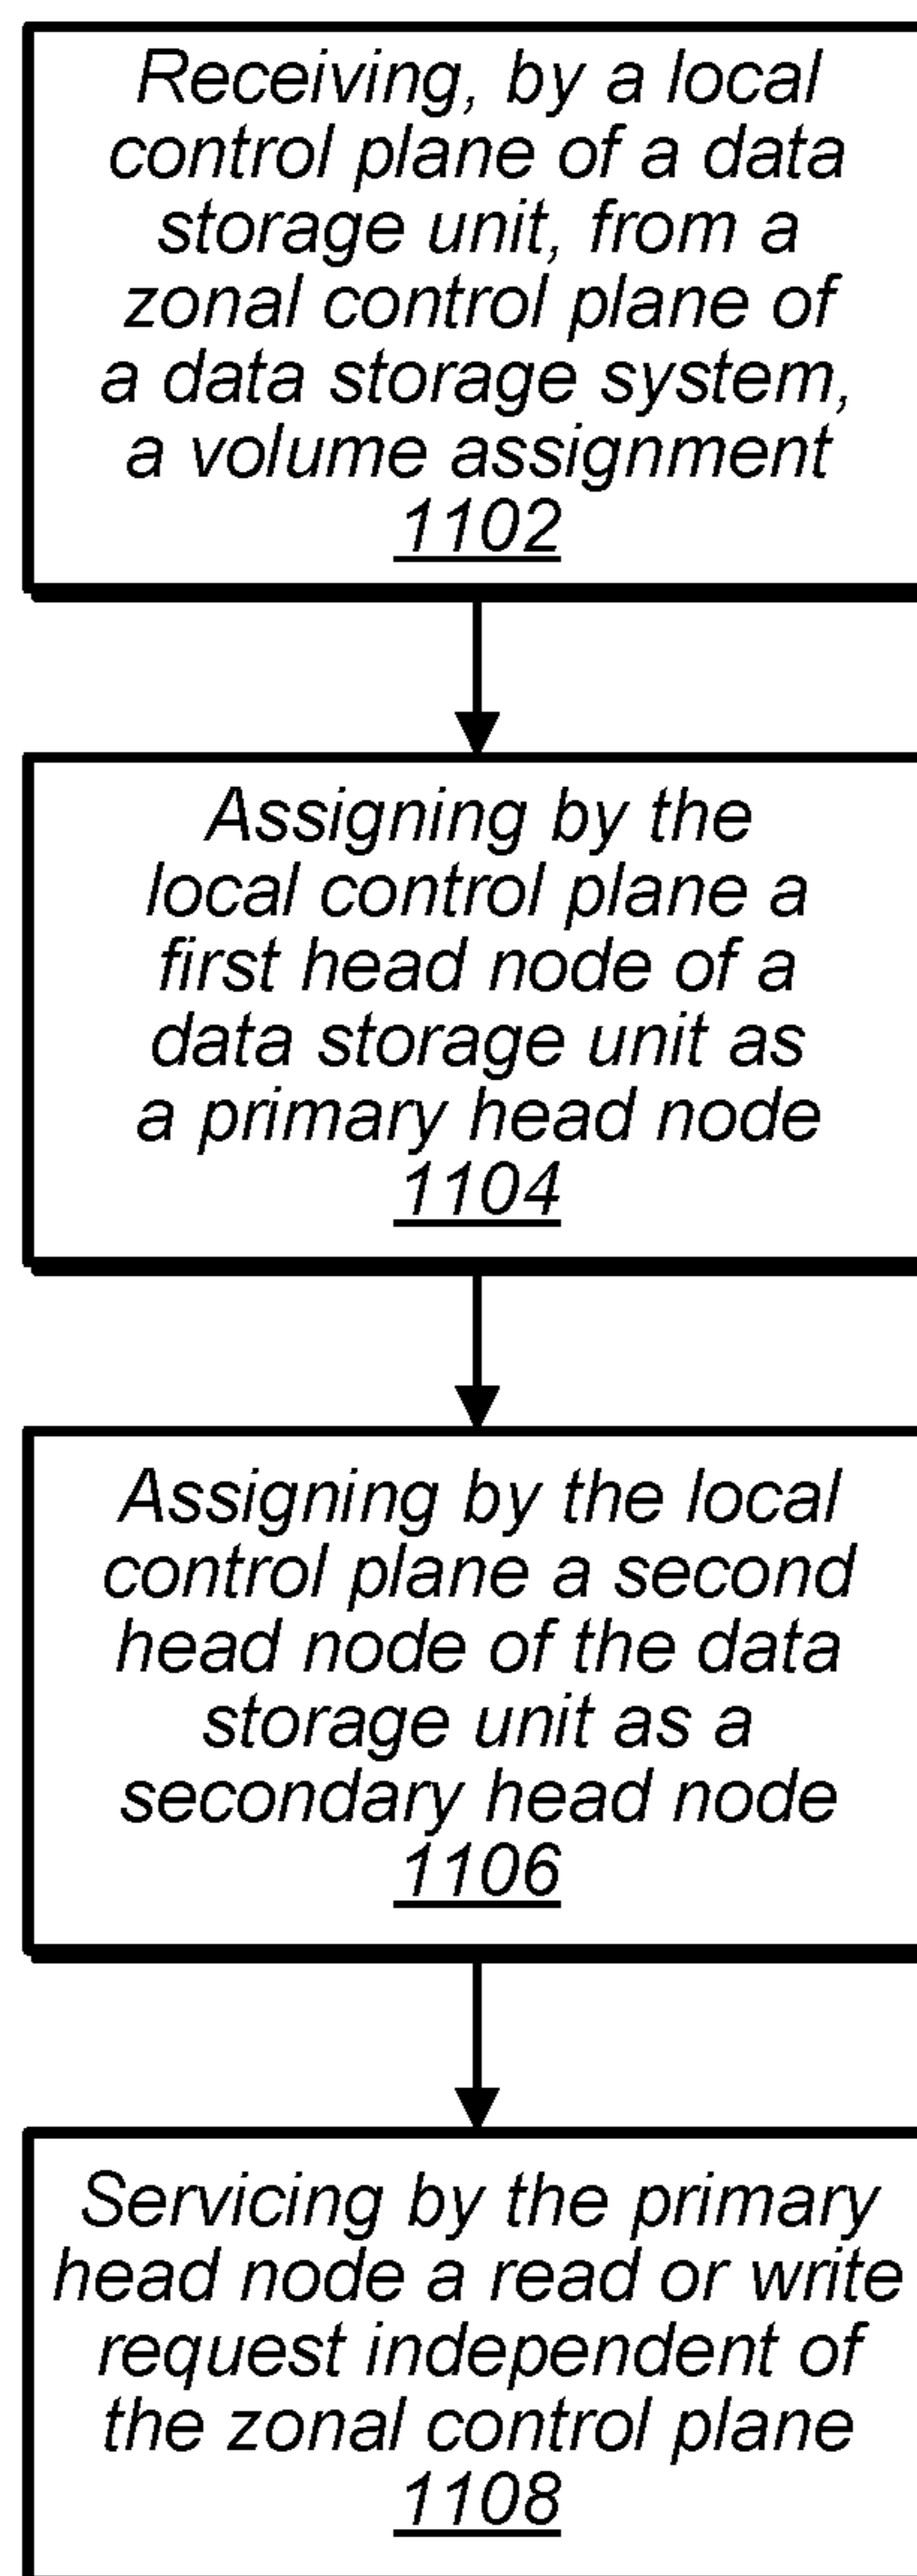 Receiving, by a local
control plane of a data
storage unit, from a
zonal control plane of
a data storage system,
a volume assignment
1102
Assigning by the
local control plane a
first head node of a
data storage unit as
a primary head node
1104
Assigning by the local
control plane a second
head node of the data
storage unit as a
secondary head node
1106
Servicing by the primary
head node a read or write
request independent of
the zonal control plane
1108